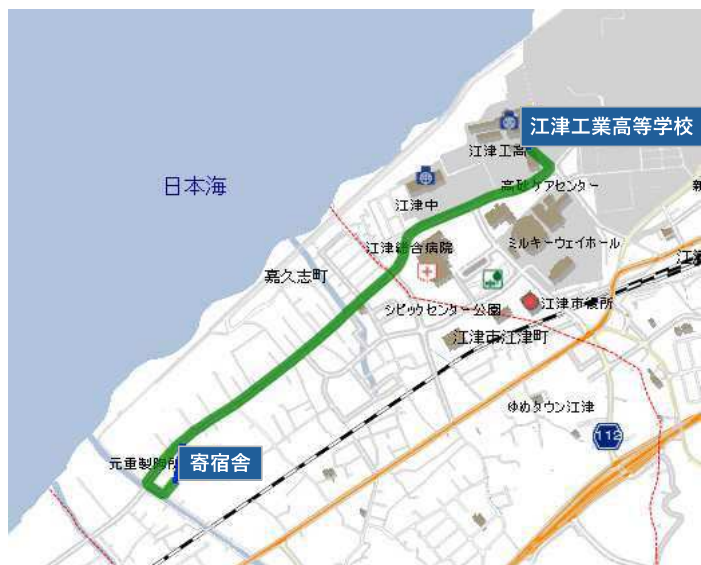 江津工業高等学校
江津工高
日本海
高砂ケアセンター
江津中
ミルキーウェイホール
江津総合病院
嘉久志町
シビックセンター公園
江津市役所
江津市江津町
ゆめタウン江津
112
元重製陶所
寄宿舎